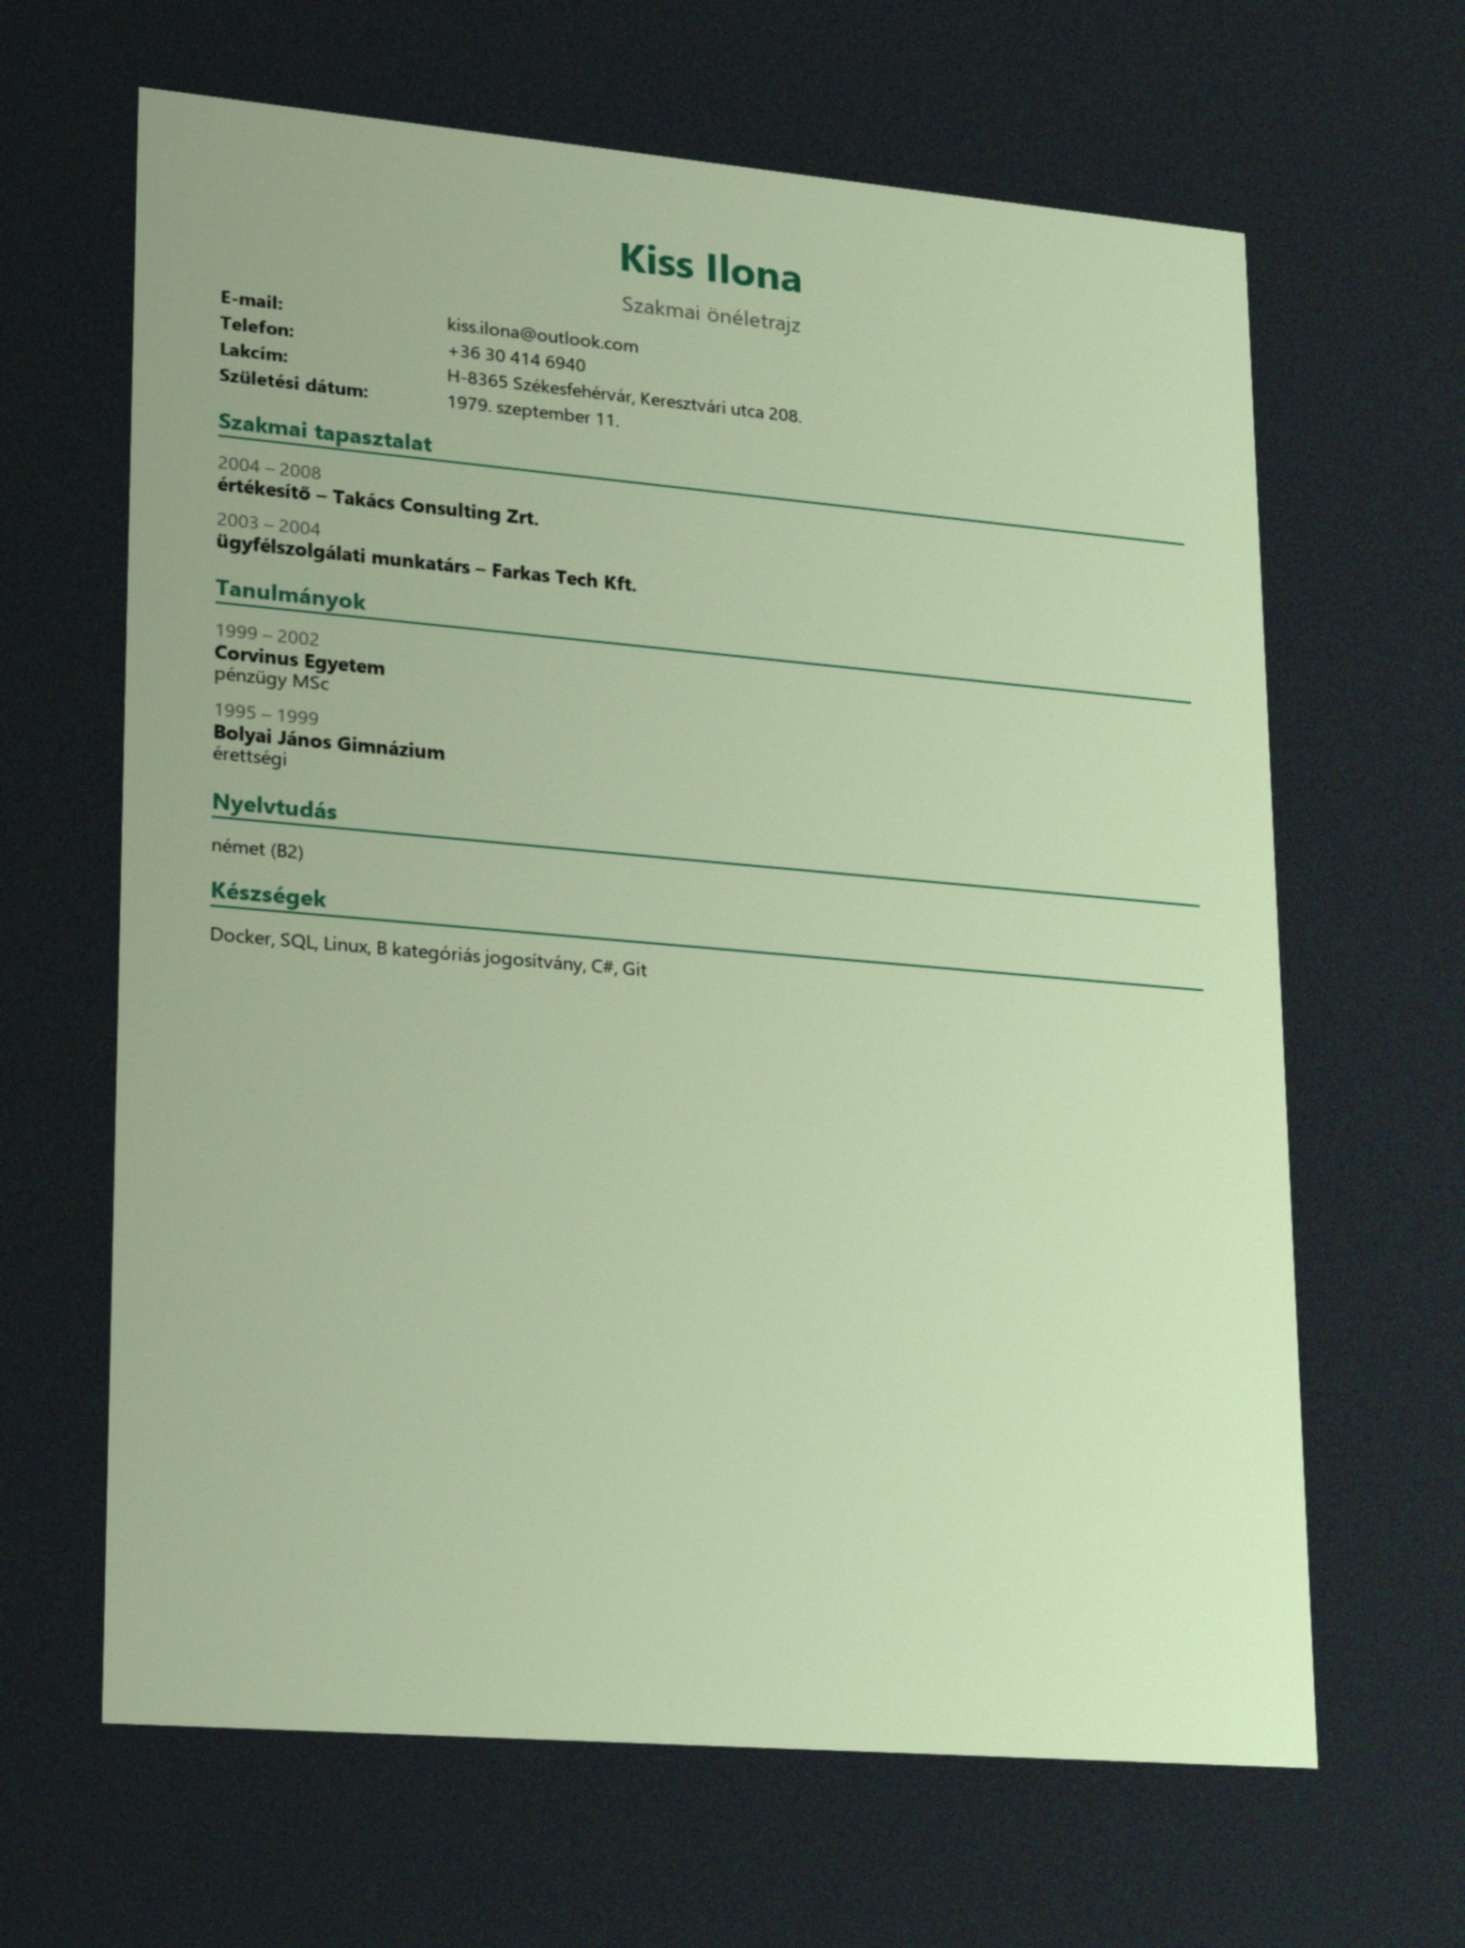 Kiss Ilona
Szakmai önéletrajz
E-mail: kiss.ilona@outlook.com
Telefon: +36 30 414 6940
Lakcím: H-8365 Székesfehérvár, Keresztvári utca 208.
Születési dátum: 1979. szeptember 11.
Szakmai tapasztalat
2004 – 2008
értékesítő – Takács Consulting Zrt.
2003 – 2004
ügyfélszolgálati munkatárs – Farkas Tech Kft.
Tanulmányok
1999 – 2002
Corvinus Egyetem
pénzügy MSc
1995 – 1999
Bolyai János Gimnázium
érettségi
Nyelvtudás
német (B2)
Készségek
Docker, SQL, Linux, B kategóriás jogosítvány, C#, Git